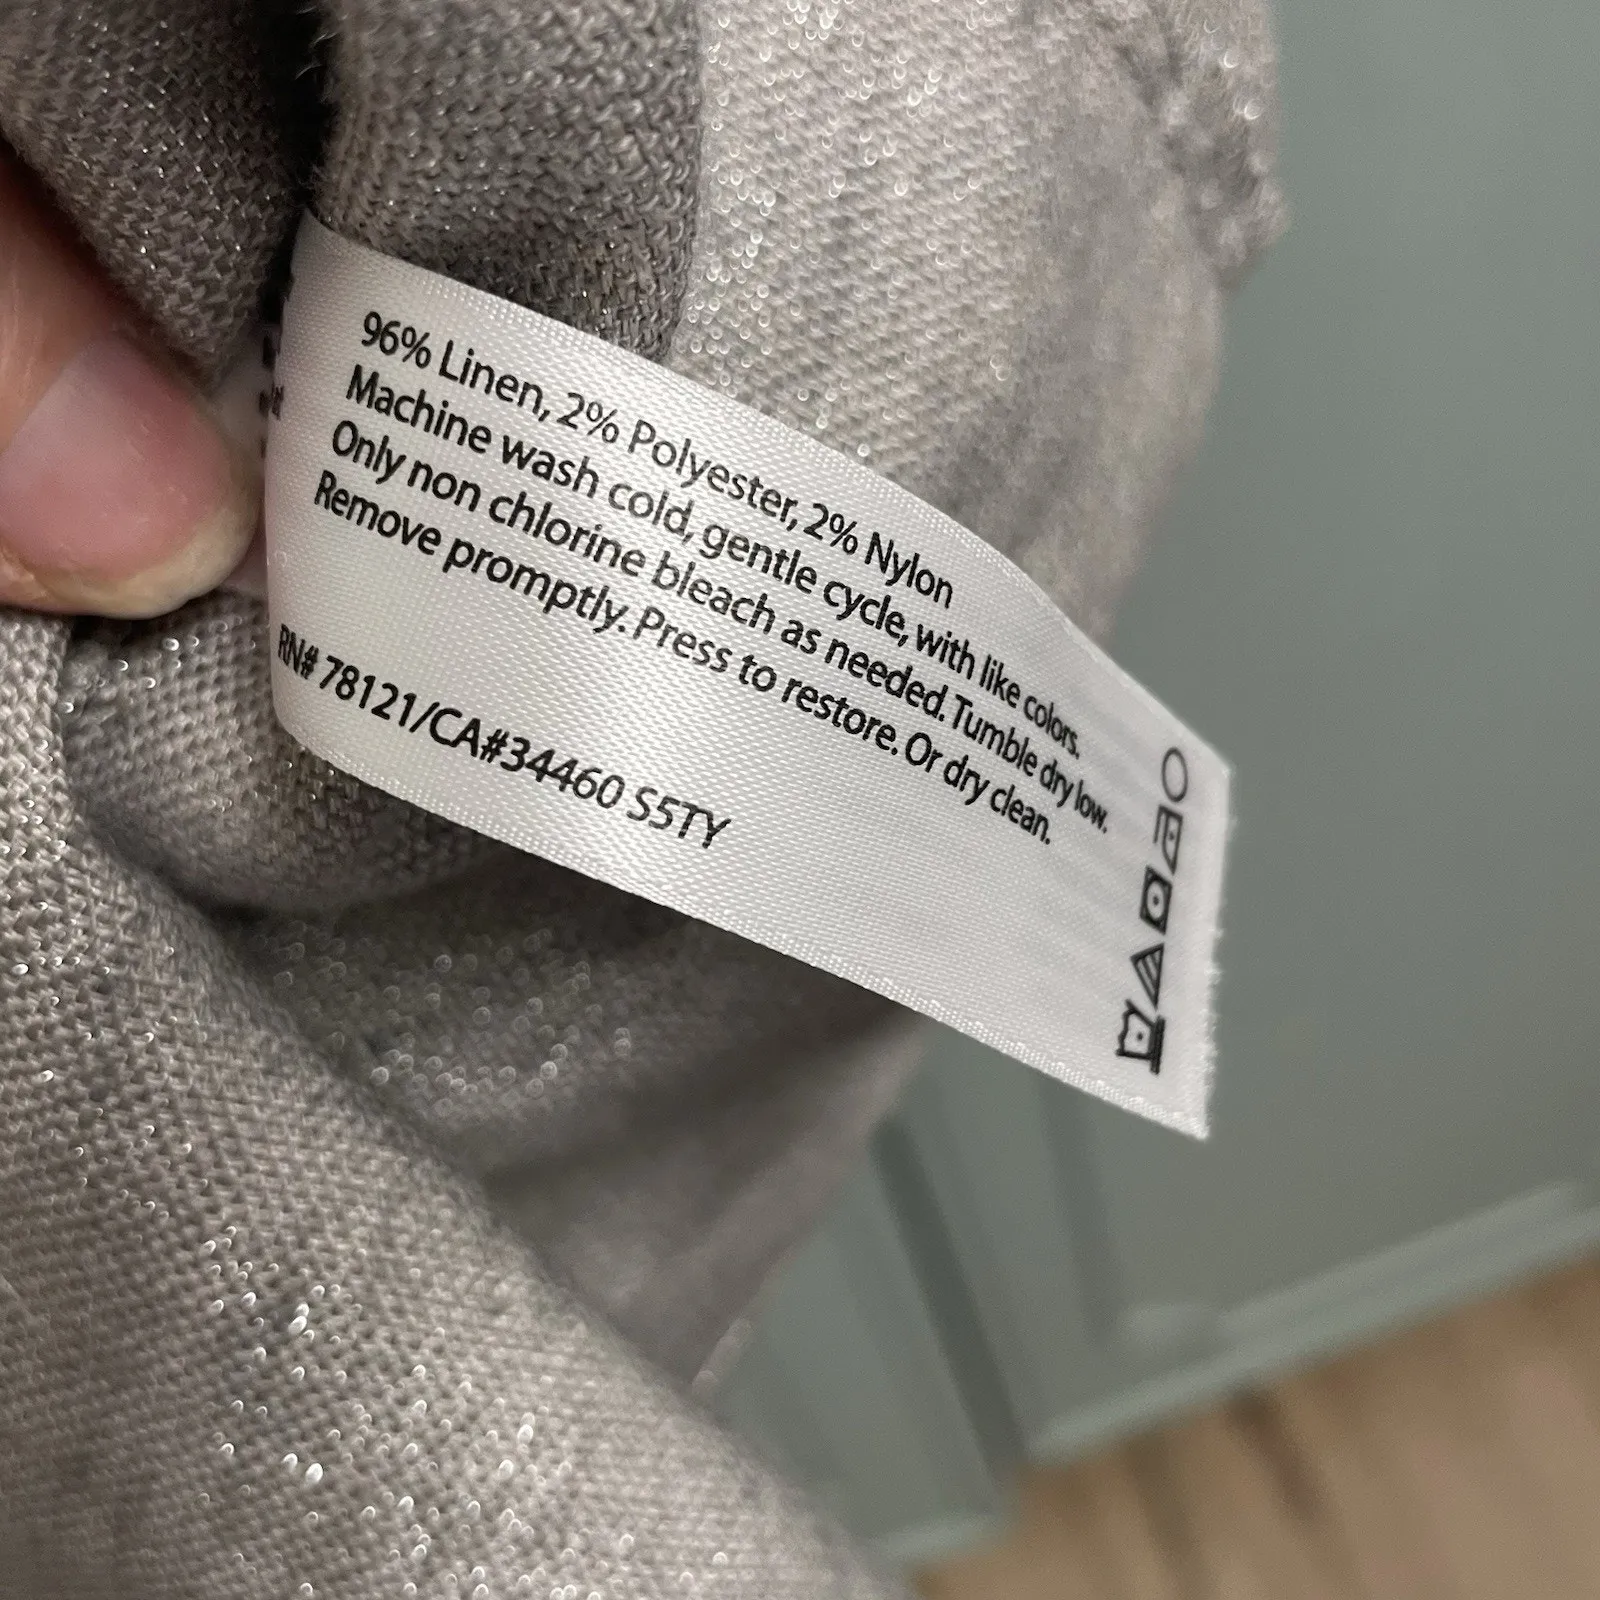 96% Linen, 2% Polyester, 2% Nylon
Machine wash cold, gentle cycle, with like colors.
Only non chlorine bleach as needed. Tumble dry low.
Remove promptly. Press to restore. Or dry clean.
RN# 78121/CA#34460 S5TY